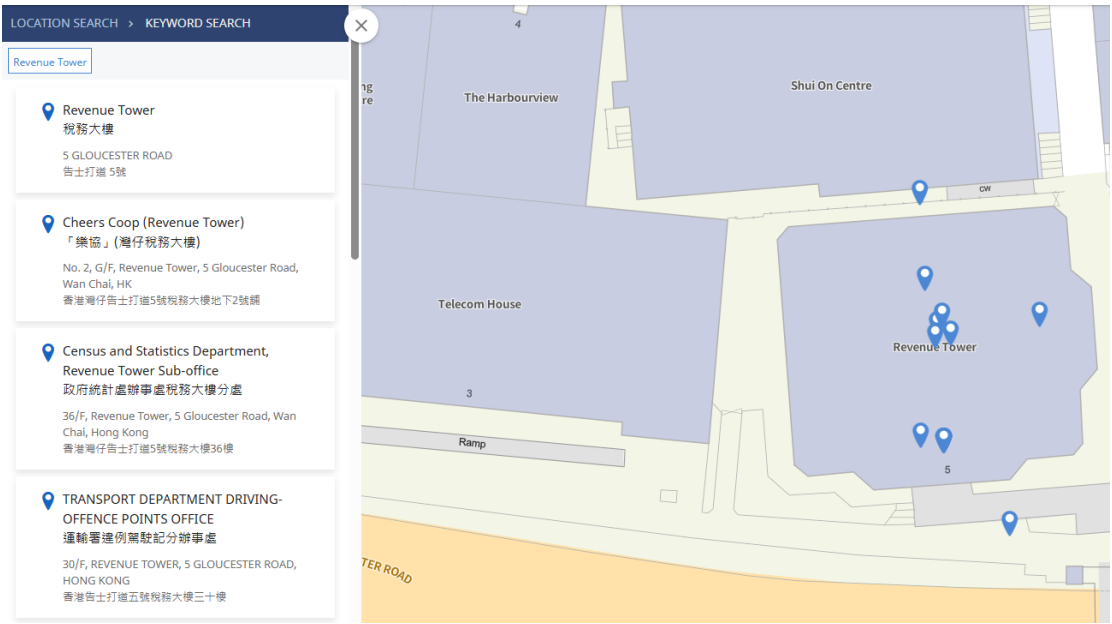 LOCATION SEARCH > KEYWORD SEARCH
Revenue Tower
Revenue Tower
稅務大樓
5 GLOUCESTER ROAD
告士打道 5號
Cheers Coop (Revenue Tower)
「樂協」(灣仔稅務大樓)
No. 2, G/F, Revenue Tower, 5 Gloucester Road,
Wan Chai, HK
香港灣仔告士打道5號稅務大樓地下2號舖
Census and Statistics Department,
Revenue Tower Sub-office
政府統計處辦事處稅務大樓分處
36/F, Revenue Tower, 5 Gloucester Road, Wan
Chai, Hong Kong
香港灣仔告士打道5號稅務大樓36樓
TRANSPORT DEPARTMENT DRIVING-
OFFENCE POINTS OFFICE
運輸署違例駕駛記分辦事處
30/F, REVENUE TOWER, 5 GLOUCESTER ROAD,
HONG KONG
香港告士打道五號稅務大樓三十樓
4
ng
re
The Harbourview
Shui On Centre
CW
Telecom House
Revenue Tower
3
Ramp
5
TER ROAD